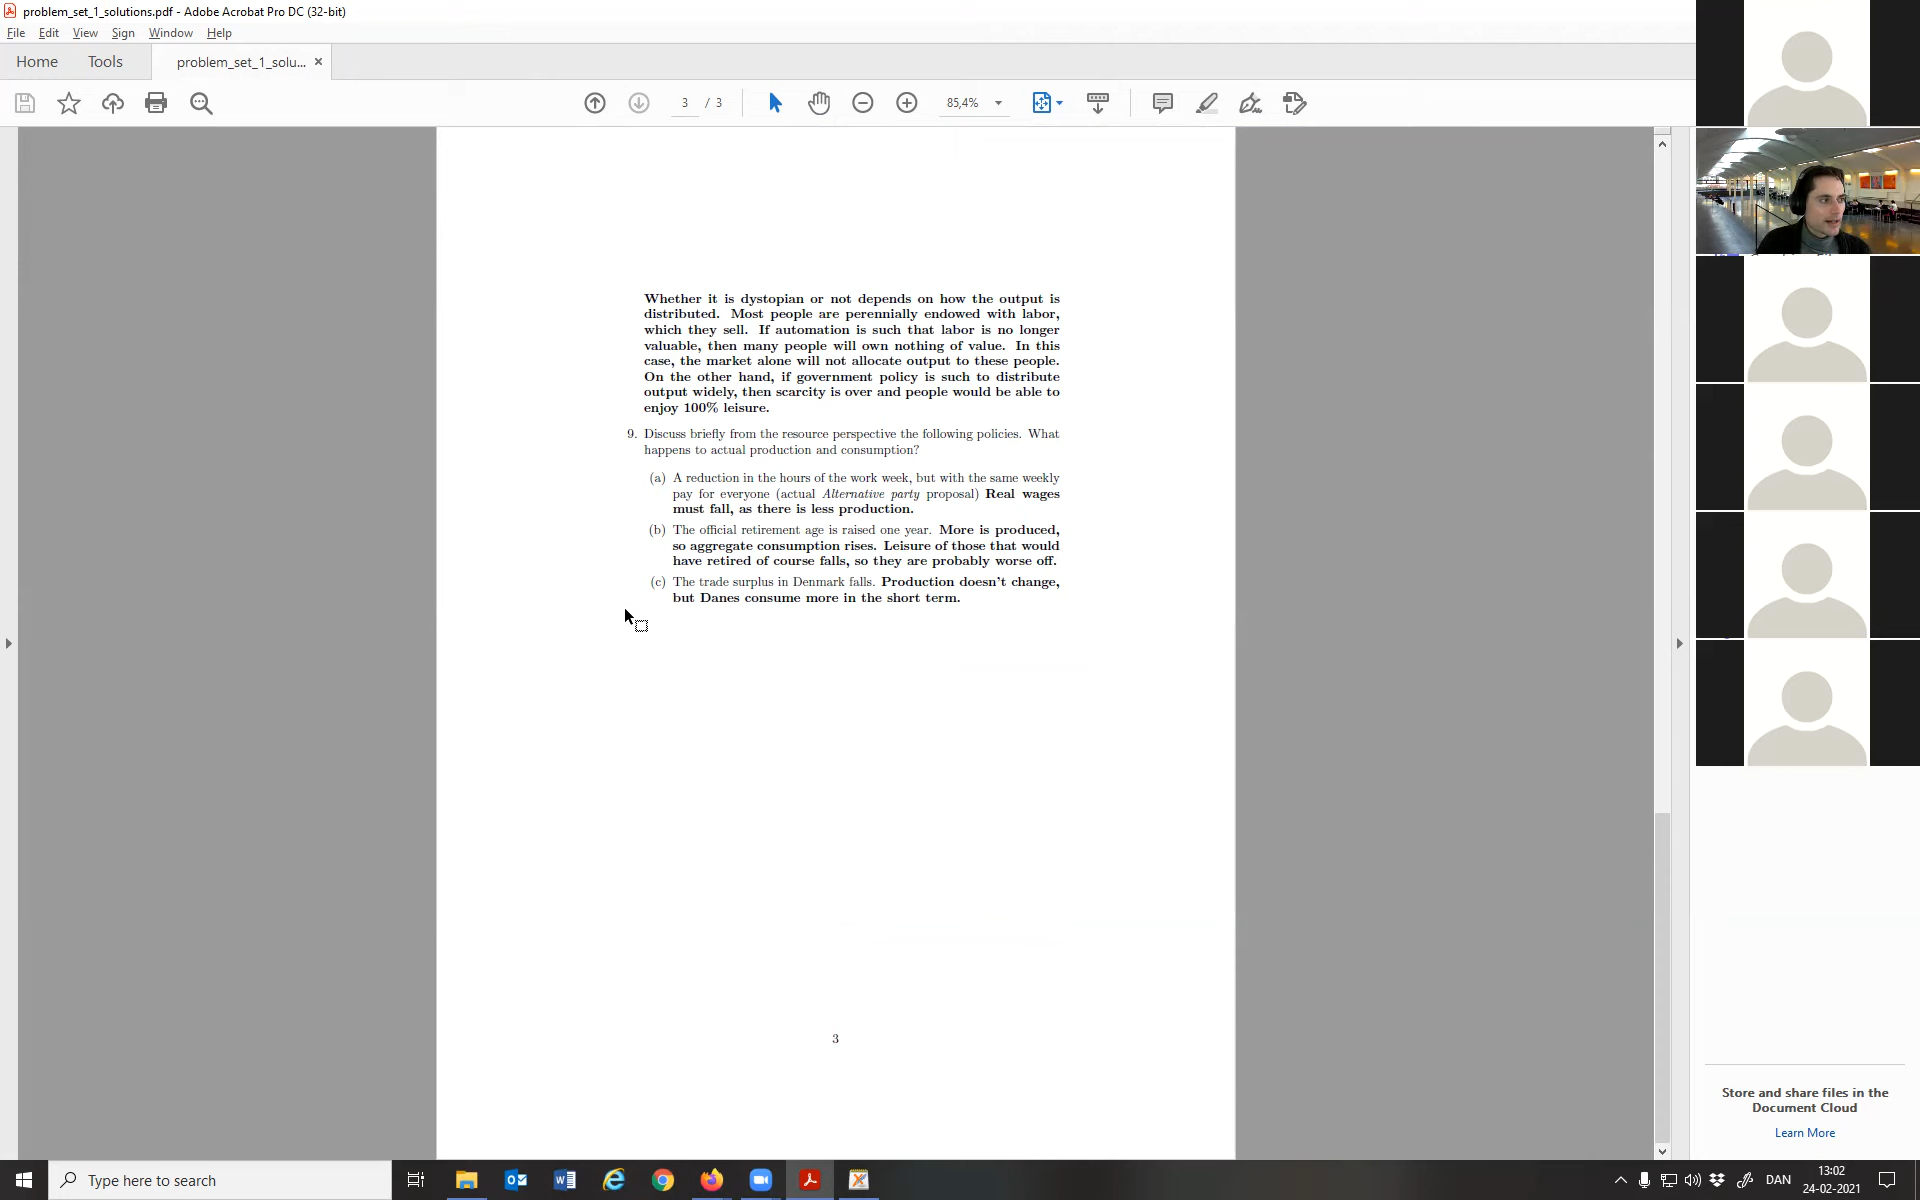 problem_set_1_solutions.pdf - Adobe Acrobat Pro DC (32-bit)
File Edit View Sign Window Help
Home Tools problem_set_1_solu... ×
3 / 3 85,4%
Whether it is dystopian or not depends on how the output is
distributed. Most people are perennially endowed with labor,
which they sell. If automation is such that labor is no longer
valuable, then many people will own nothing of value. In this
case, the market alone will not allocate output to these people.
On the other hand, if government policy is such to distribute
output widely, then scarcity is over and people would be able to
enjoy 100% leisure.
9. Discuss briefly from the resource perspective the following policies. What
happens to actual production and consumption?
(a) A reduction in the hours of the work week, but with the same weekly
pay for everyone (actual Alternative party proposal) Real wages
must fall, as there is less production.
(b) The official retirement age is raised one year. More is produced,
so aggregate consumption rises. Leisure of those that would
have retired of course falls, so they are probably worse off.
(c) The trade surplus in Denmark falls. Production doesn't change,
but Danes consume more in the short term.
3
Store and share files in the
Document Cloud
Learn More
Type here to search
DAN
13:02
24-02-2021